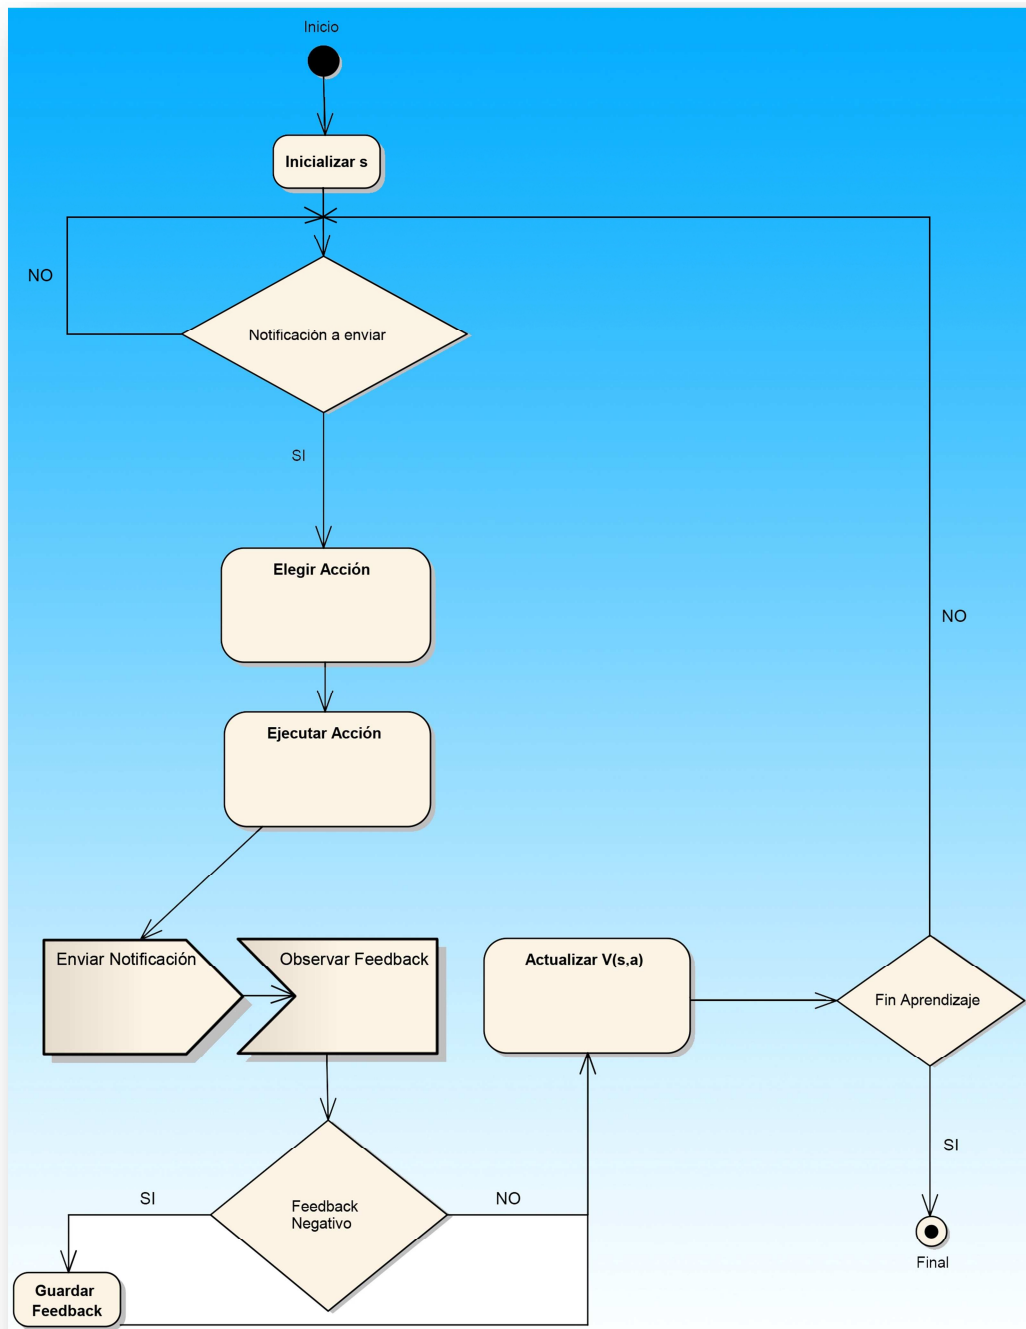 Inicio
Inicializar s
NO
Notificación a enviar
SI
Elegir Acción
NO
Ejecutar Acción
Enviar Notificación
Observar Feedback
Actualizar V(s,a)
Fin Aprendizaje
SI
SI
NO
Feedback
Negativo
Final
Guardar
Feedback